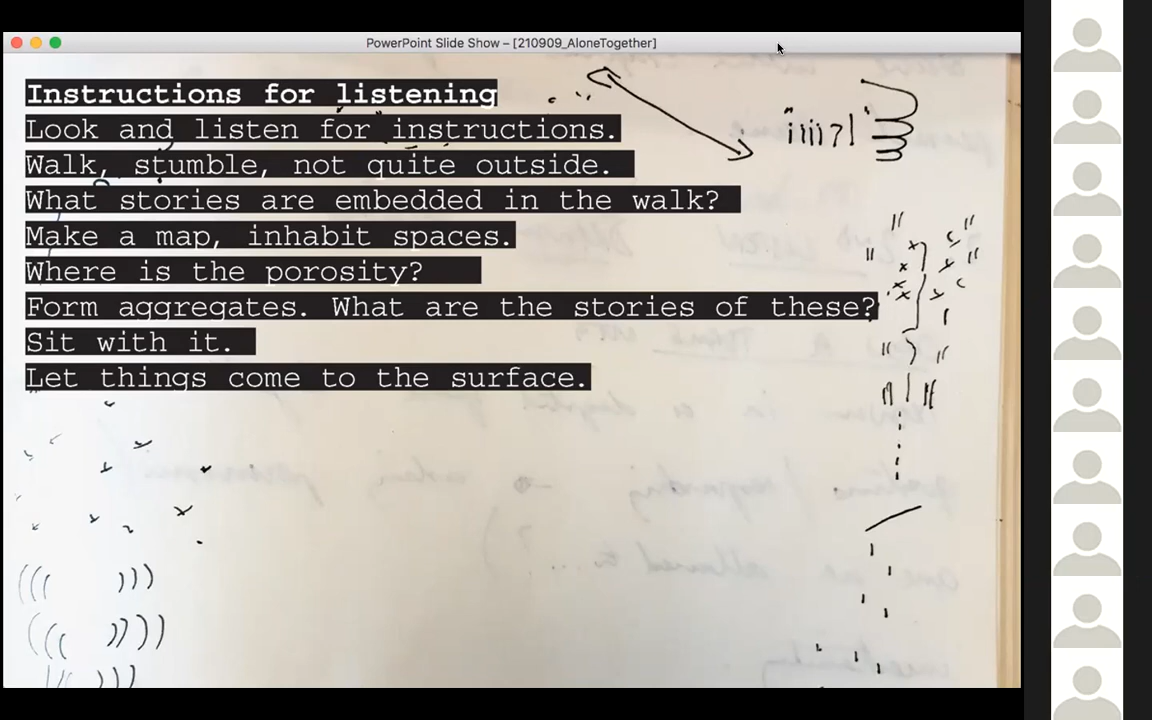 PowerPoint Slide Show – [210909_AloneTogether]
Instructions for listening
Look and listen for instructions.
Walk, stumble, not quite outside.
What stories are embedded in the walk?
Make a map, inhabit spaces.
Where is the porosity?
Form aggregates. What are the stories of these?
Sit with it.
Let things come to the surface.